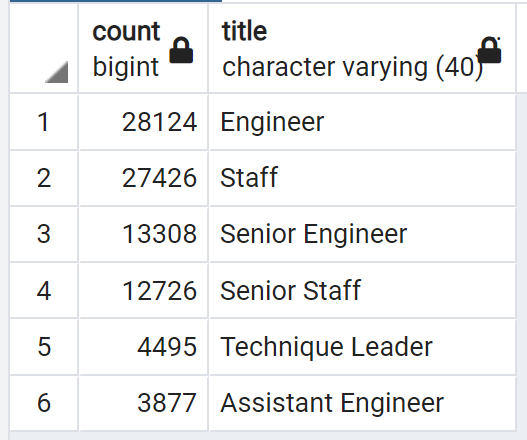 count title
bigint character varying (40)
1 28124 Engineer
2 27426 Staff
3 13308 Senior Engineer
4 12726 Senior Staff
5 4495 Technique Leader
6 3877 Assistant Engineer